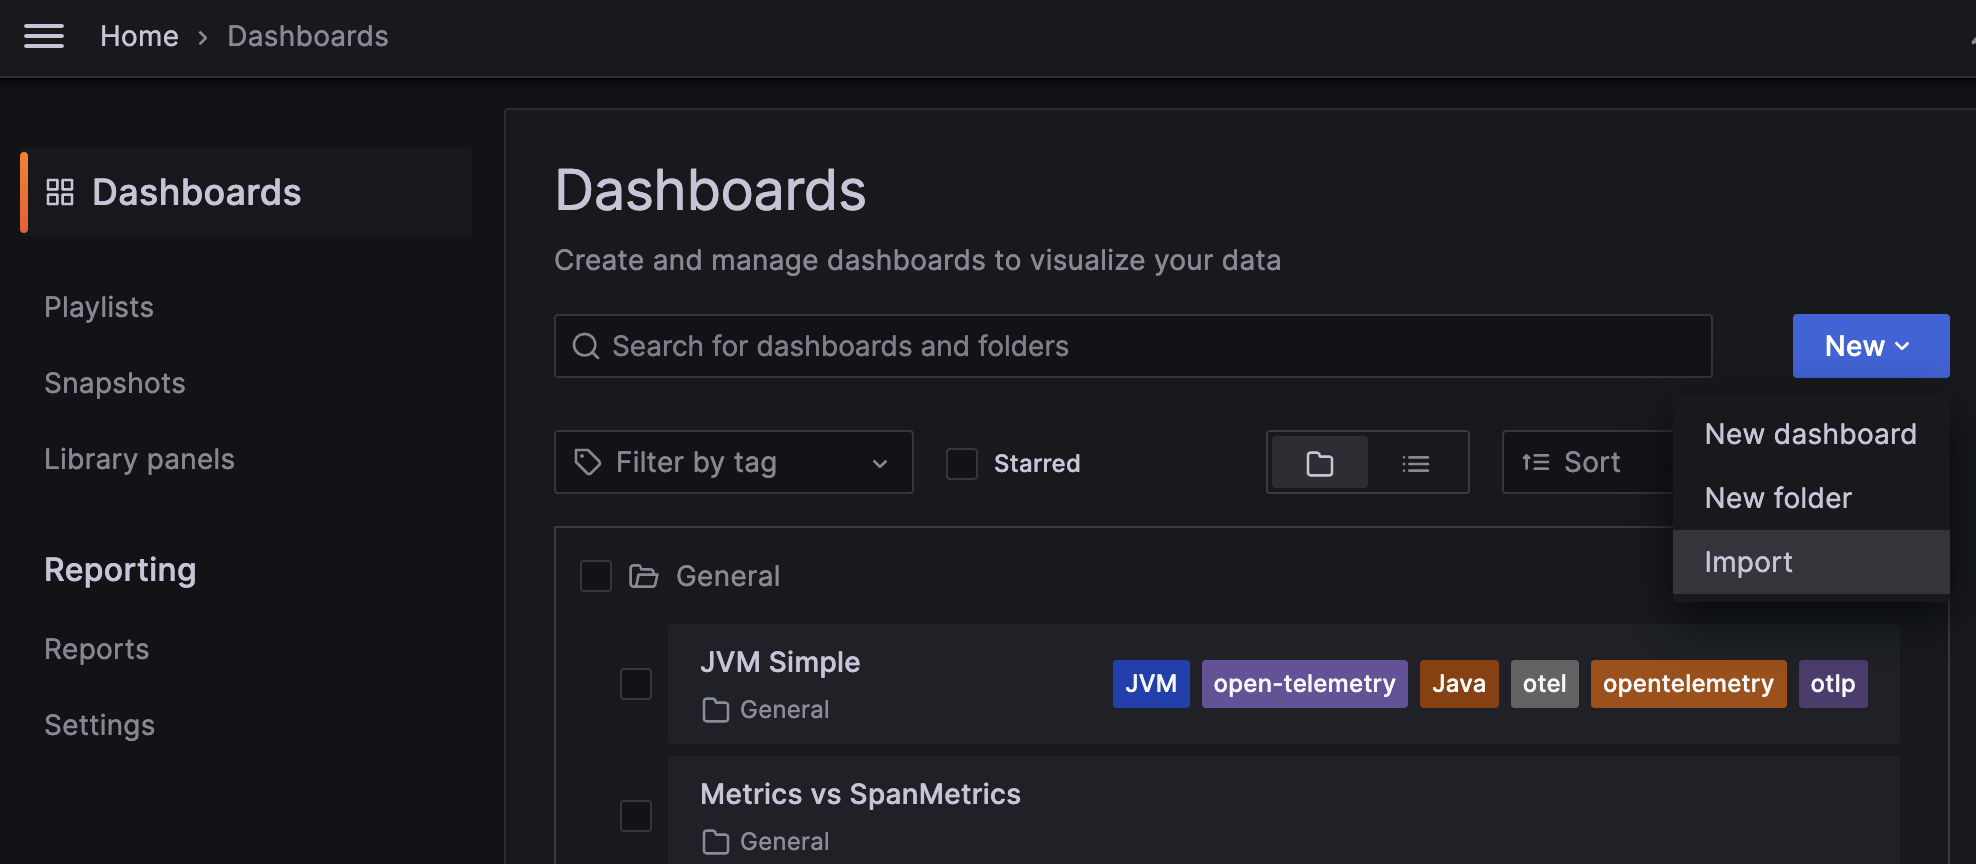 Home › Dashboards
Dashboards
Playlists
Snapshots
Library panels
Reporting
Reports
Settings
Dashboards
Create and manage dashboards to visualize your data
Search for dashboards and folders
New
New dashboard
New folder
Import
Filter by tag
Starred
Sort
General
JVM Simple
General
JVM open-telemetry Java otel opentelemetry otlp
Metrics vs SpanMetrics
General